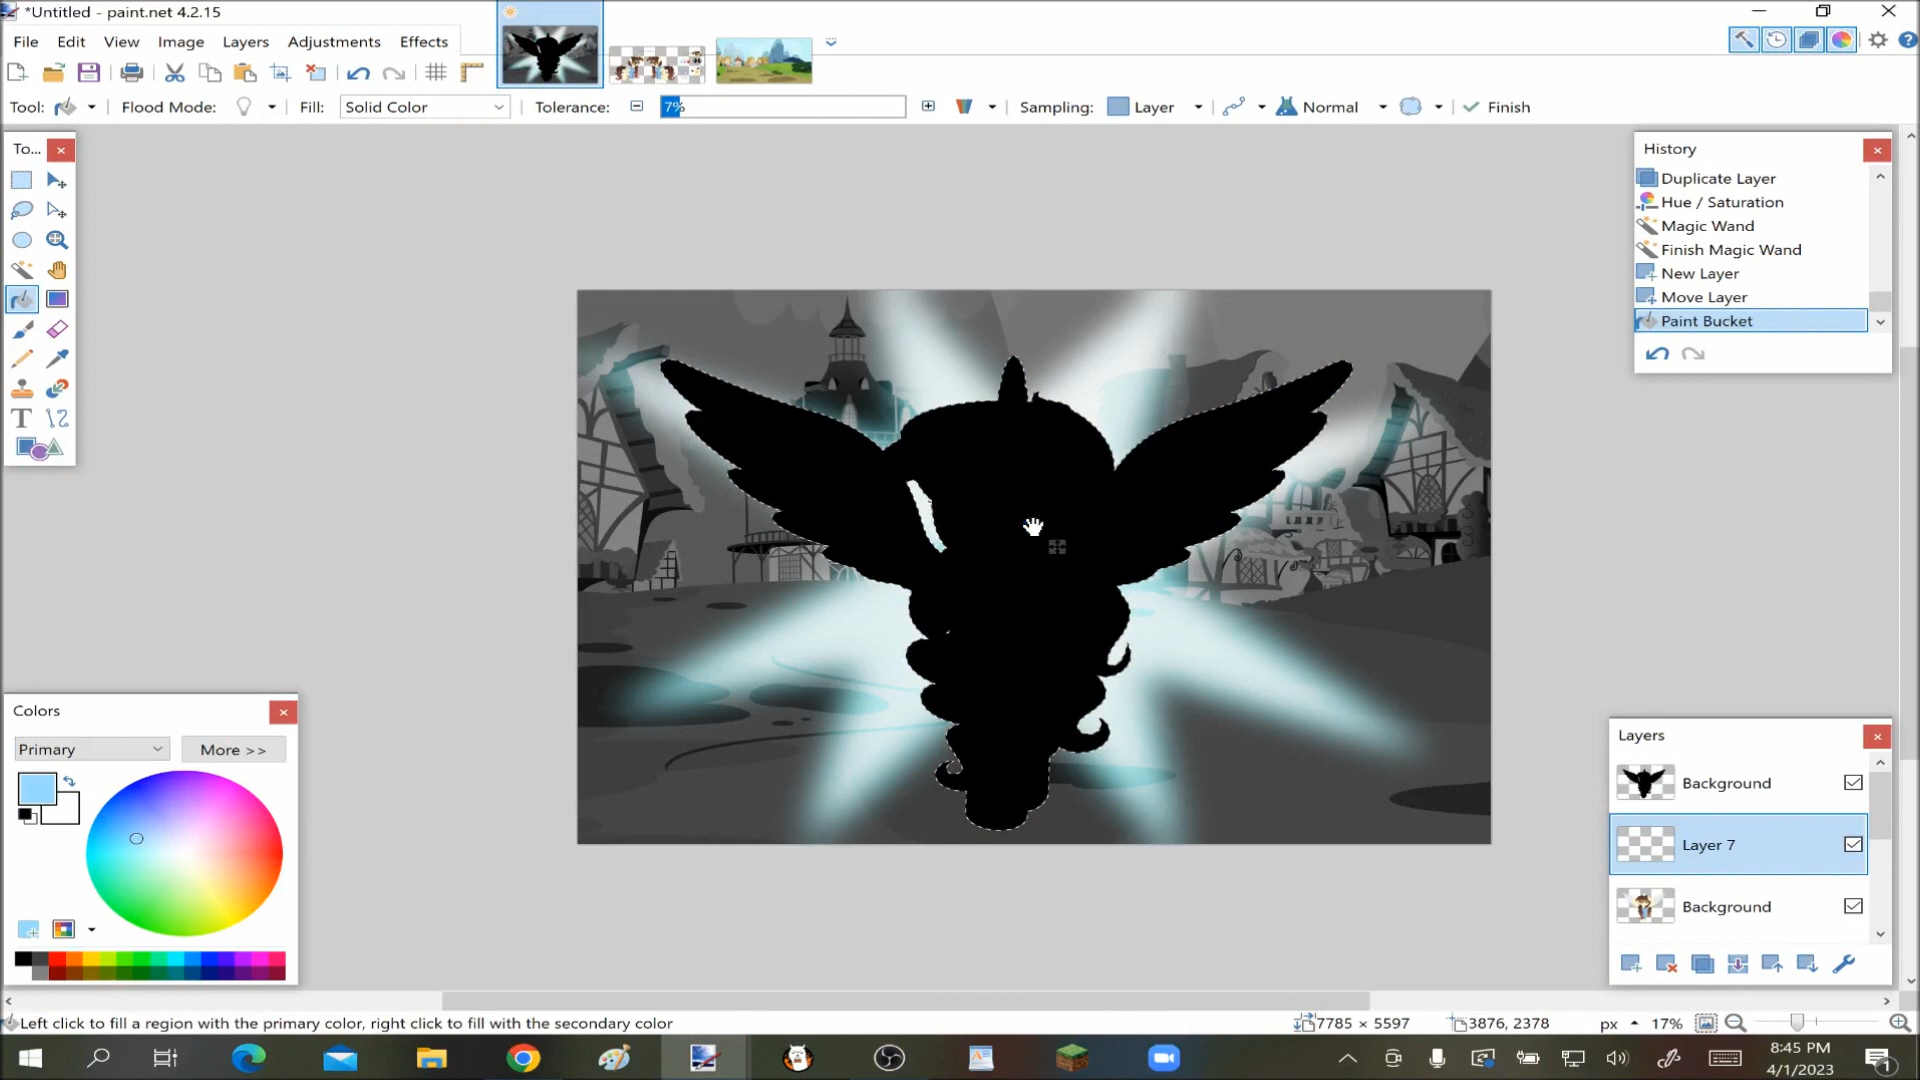 *Untitled - paint.net 4.2.15
File Edit View Image Layers Adjustments Effects
Tool: Flood Mode: Fill: Solid Color Tolerance: 7% Sampling: Layer Normal Finish
To...
History
Duplicate Layer
Hue / Saturation
Magic Wand
Finish Magic Wand
New Layer
Move Layer
Paint Bucket
Colors
Primary More >>
Layers
Background
Layer 7
Background
Left click to fill a region with the primary color, right click to fill with the secondary color 7785 × 5597 3876, 2378 px 17%
8:45 PM
4/1/2023
1